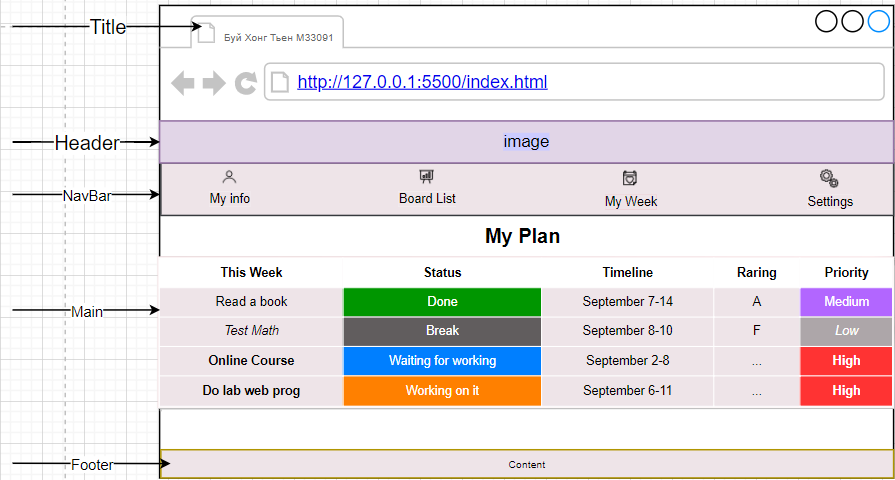 Title
Буй Хонг Тьен M33091
http://127.0.0.1:5500/index.html
Header
image
NavBar
My info
Board List
My Week
Settings
My Plan
This Week Status Timeline Raring Priority
Main
Read a book Done September 7-14 A Medium
Test Math Break September 8-10 F Low
Online Course Waiting for working September 2-8 ... High
Do lab web prog Working on it September 6-11 ... High
Footer
Content